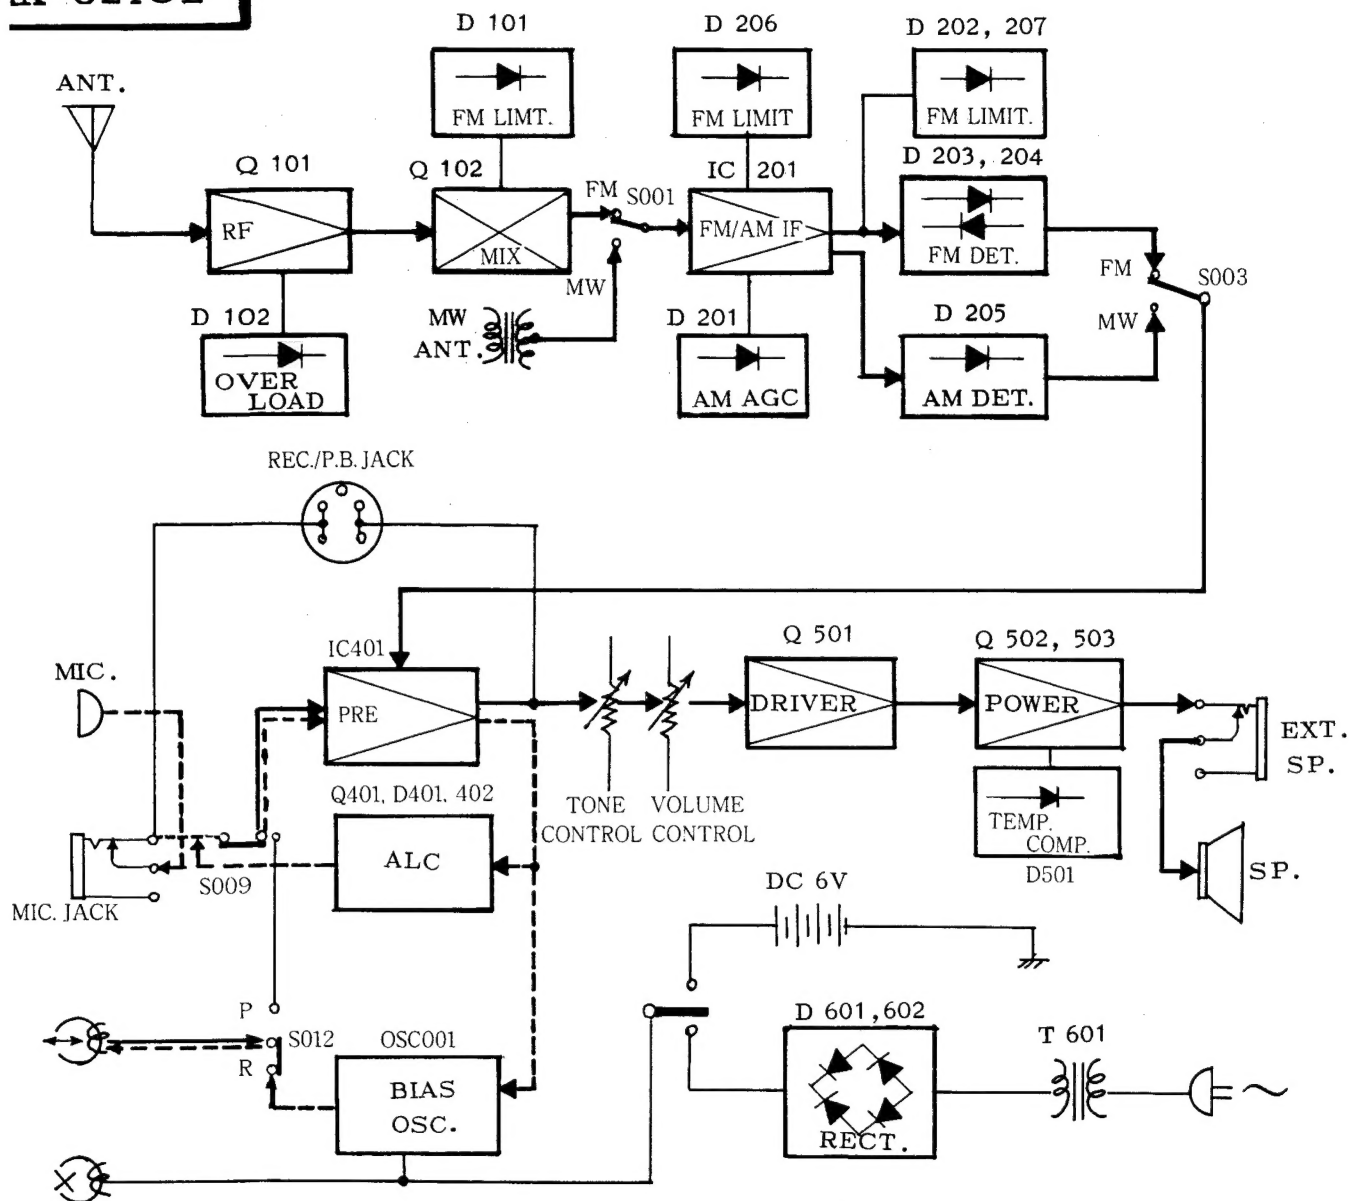 D 101
D 206
D 202, 207
ANT.
FM LIMT.
FM LIMIT
FM LIMIT.
Q 101
Q 102
IC 201
D 203, 204
FM
S001
RF
MIX
FM/AM IF
FM DET.
MW
FM
S003
MW
D 102
MW
ANT.
D 201
D 205
OVER
LOAD
AM AGC
AM DET.
REC./P.B. JACK
IC401
Q 501
Q 502, 503
MIC.
PRE
DRIVER
POWER
EXT.
SP.
Q401, D401, 402
TONE
CONTROL
VOLUME
CONTROL
TEMP.
COMP.
D501
ALC
S009
MIC. JACK
SP.
DC 6V
P
S012
R
OSC001
BIAS
OSC.
D 601,602
RECT.
T 601